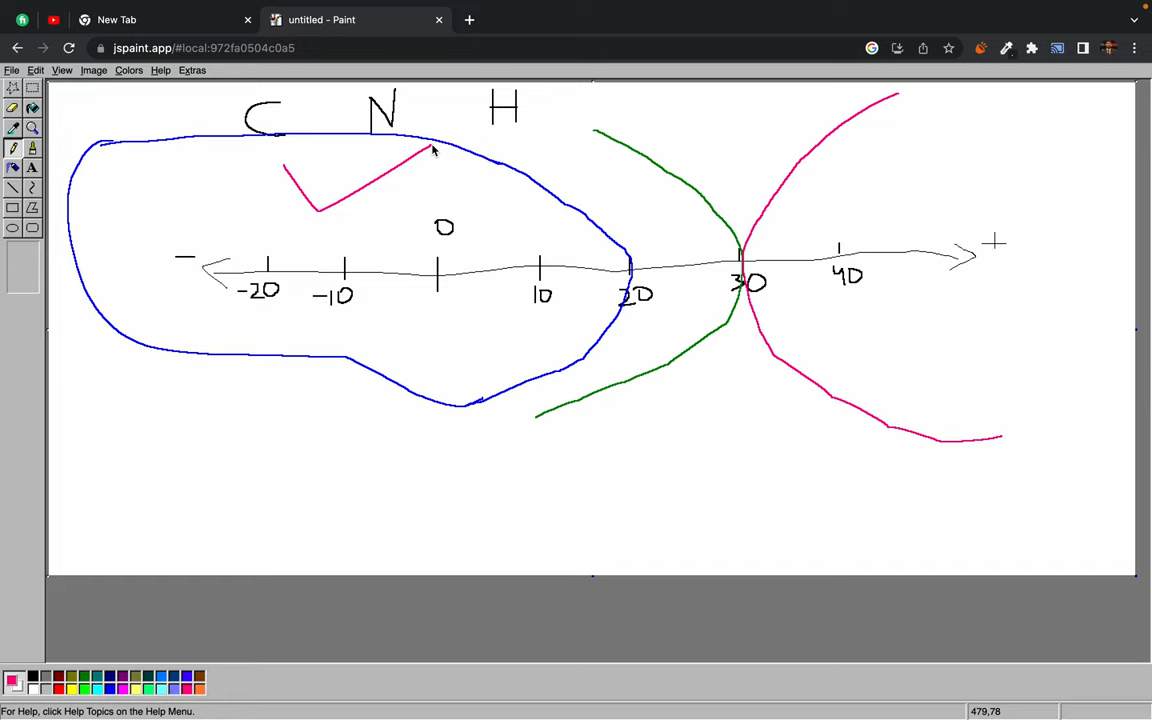 New Tab
untitled - Paint
jspaint.app/#local:972fa0504c0a5
File Edit View Image Colors Help Extras
C N H
0
− +
-20 -10 10 20 30 40
For Help, click Help Topics on the Help Menu.
479,78